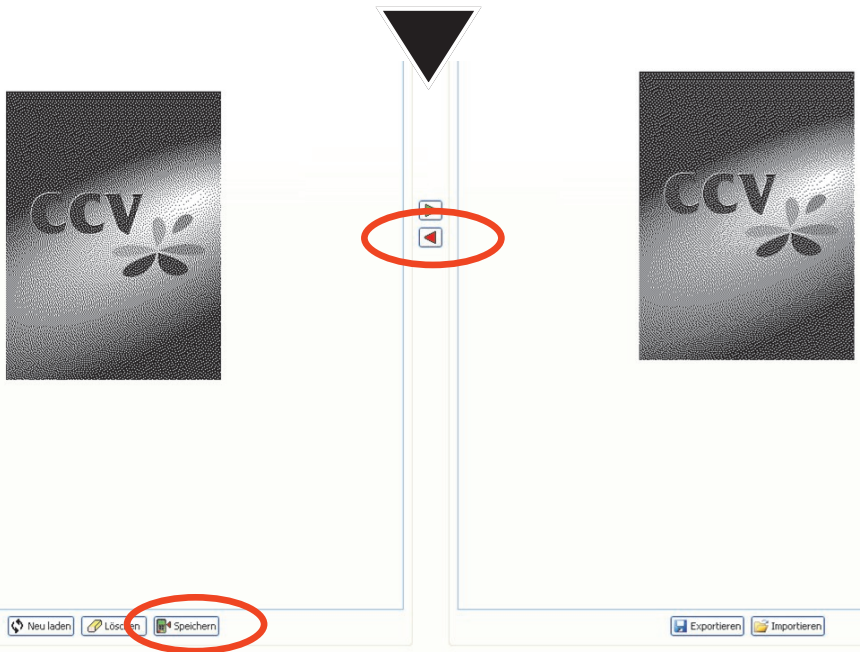 CCV
CCV
Neu laden
Löschen
Speichern
Exportieren
Importieren